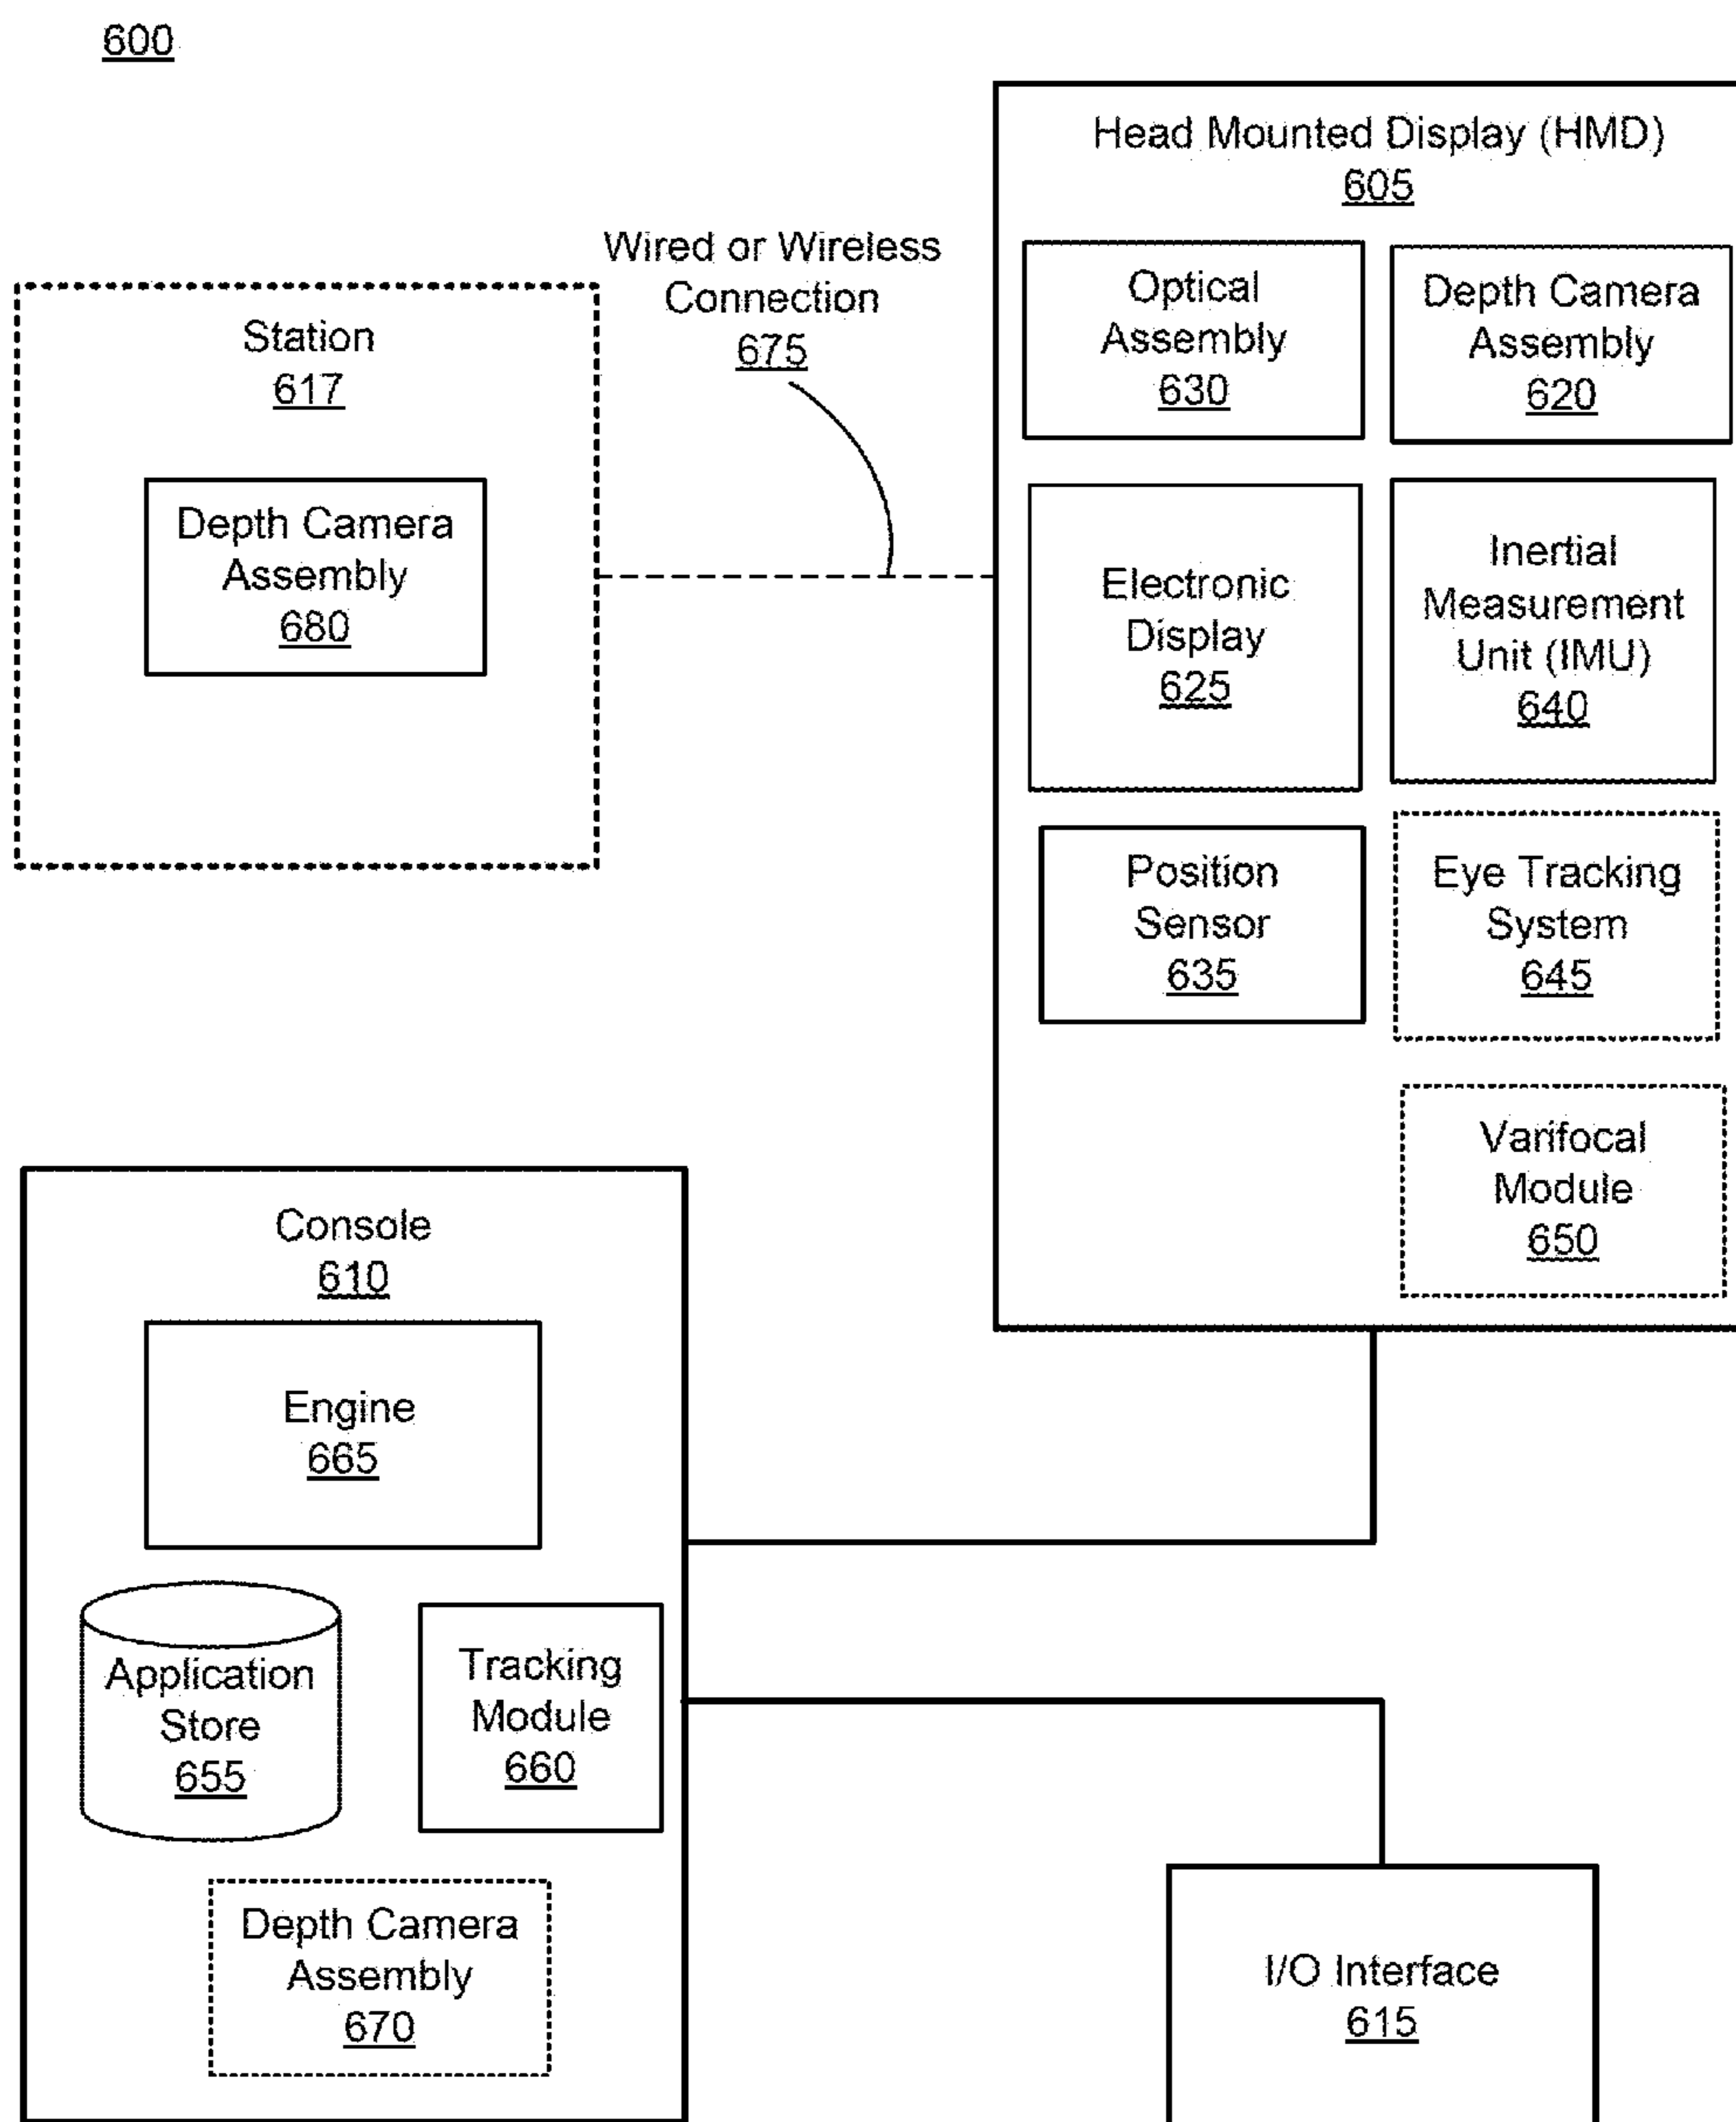 600
Head Mounted Display (HMD)
605
Optical
Assembly
630
Depth Camera
Assembly
620
Wired or Wireless
Connection
675
Station
617
Depth Camera
Assembly
680
Electronic
Display
625
Inertial
Measurement
Unit (IMU)
640
Position
Sensor
635
Eye Tracking
System
645
Varifocal
Module
650
Console
610
Engine
665
Application
Store
655
Tracking
Module
660
Depth Camera
Assembly
670
I/O Interface
615